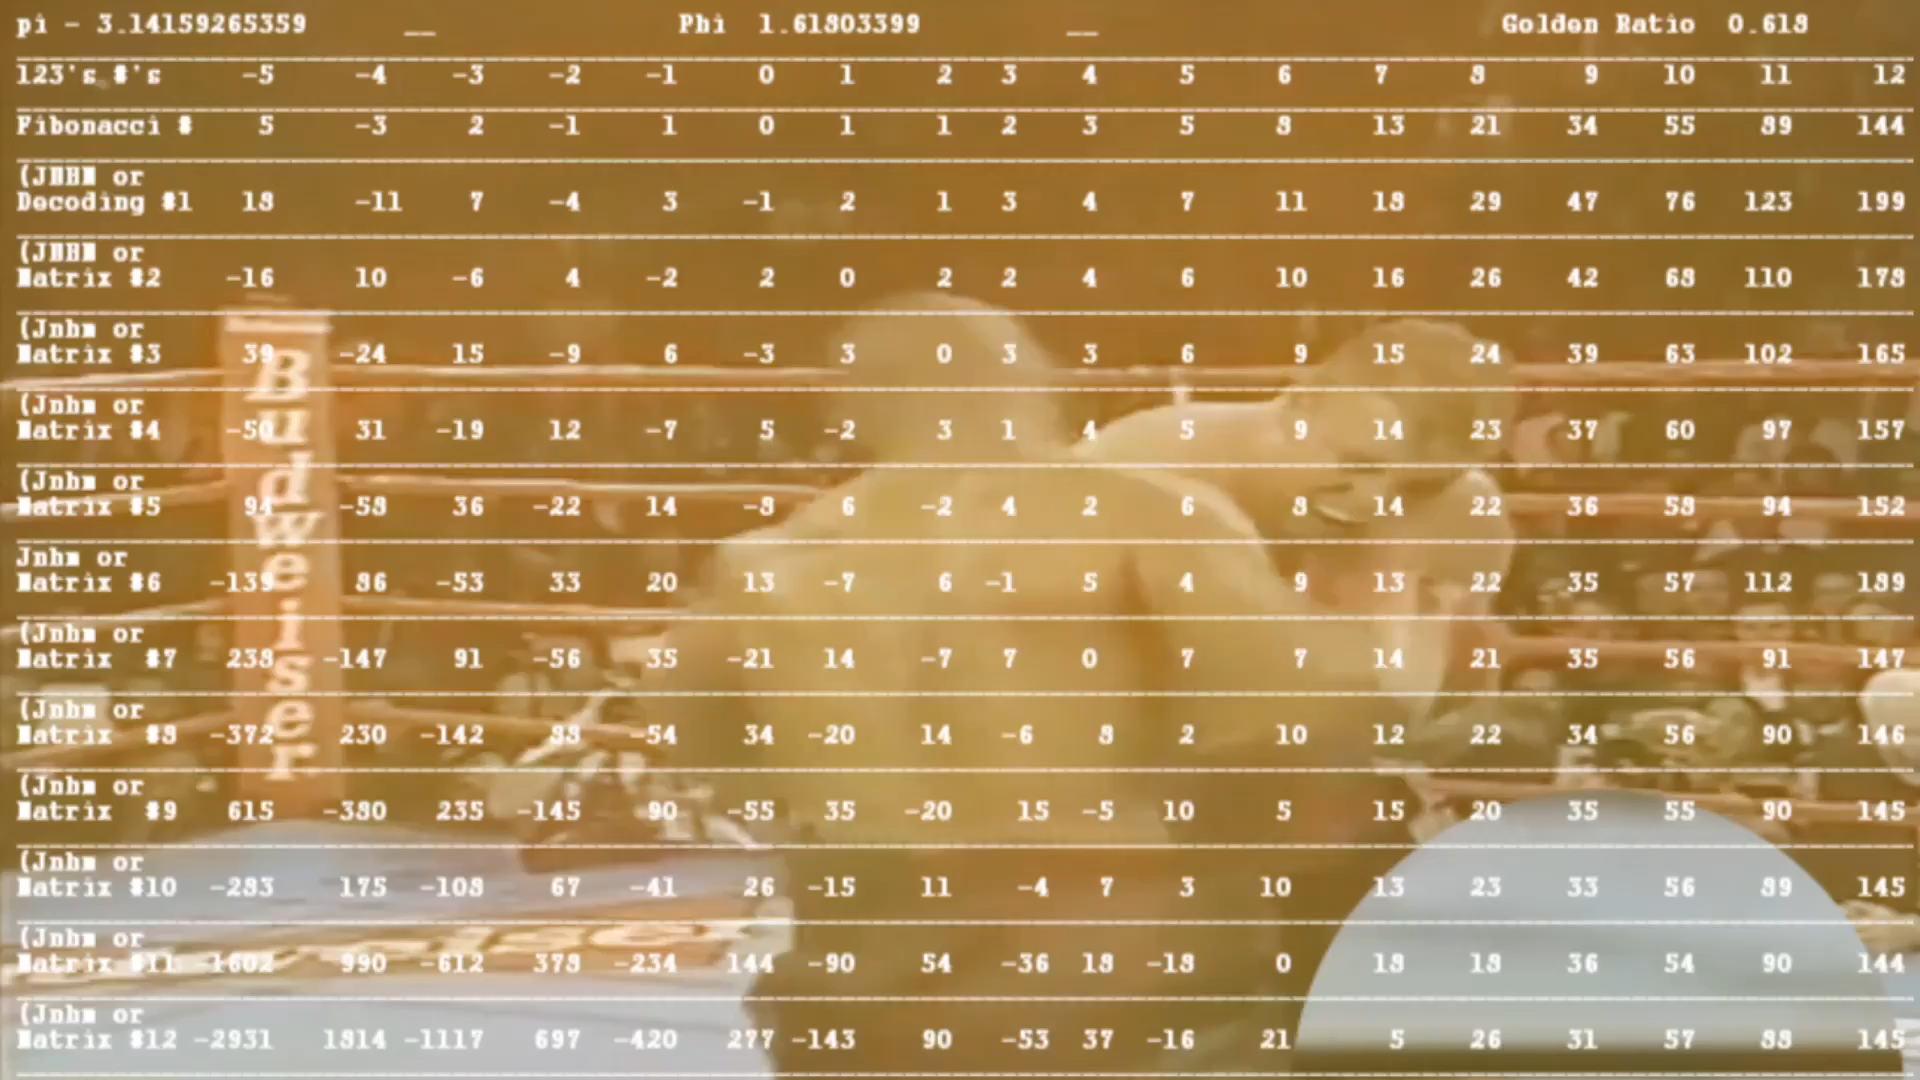 pi - 3.14159265359 __ Phi 1.61803399 __ Golden Ratio 0.618
123's #'s -5 -4 -3 -2 -1 0 1 2 3 4 5 6 7 8 9 10 11 12
Fibonacci # 5 -3 2 -1 1 0 1 1 2 3 5 8 13 21 34 55 89 144
(JNHM or
Decoding #1 18 -11 7 -4 3 -1 2 1 3 4 7 11 18 29 47 76 123 199
(JNHM or
Matrix #2 -16 10 -6 4 -2 2 0 2 2 4 6 10 16 26 42 68 110 178
(Jnhm or
Matrix #3 39 -24 15 -9 6 -3 3 0 3 3 6 9 15 24 39 63 102 165
(Jnhm or
Matrix #4 -50 31 -19 12 -7 5 -2 3 1 4 5 9 14 23 37 60 97 157
(Jnhm or
Matrix #5 94 -58 36 -22 14 -8 6 -2 4 2 6 8 14 22 36 58 94 152
Jnhm or
Matrix #6 -139 86 -53 33 20 13 -7 6 -1 5 4 9 13 22 35 57 112 189
(Jnhm or
Matrix #7 238 -147 91 -56 35 -21 14 -7 7 0 7 7 14 21 35 56 91 147
(Jnhm or
Matrix #8 -372 230 -142 88 -54 34 -20 14 -6 8 2 10 12 22 34 56 90 146
(Jnhm or
Matrix #9 615 -380 235 -145 90 -55 35 -20 15 -5 10 5 15 20 35 55 90 145
(Jnhm or
Matrix #10 -283 175 -108 67 -41 26 -15 11 -4 7 3 10 13 23 33 56 89 145
(Jnhm or
Matrix #11 -1602 990 -612 378 -234 144 -90 54 -36 18 -18 0 18 18 36 54 90 144
(Jnhm or
Matrix #12 -2931 1814 -1117 697 -420 277 -143 90 -53 37 -16 21 5 26 31 57 88 145
Budweiser